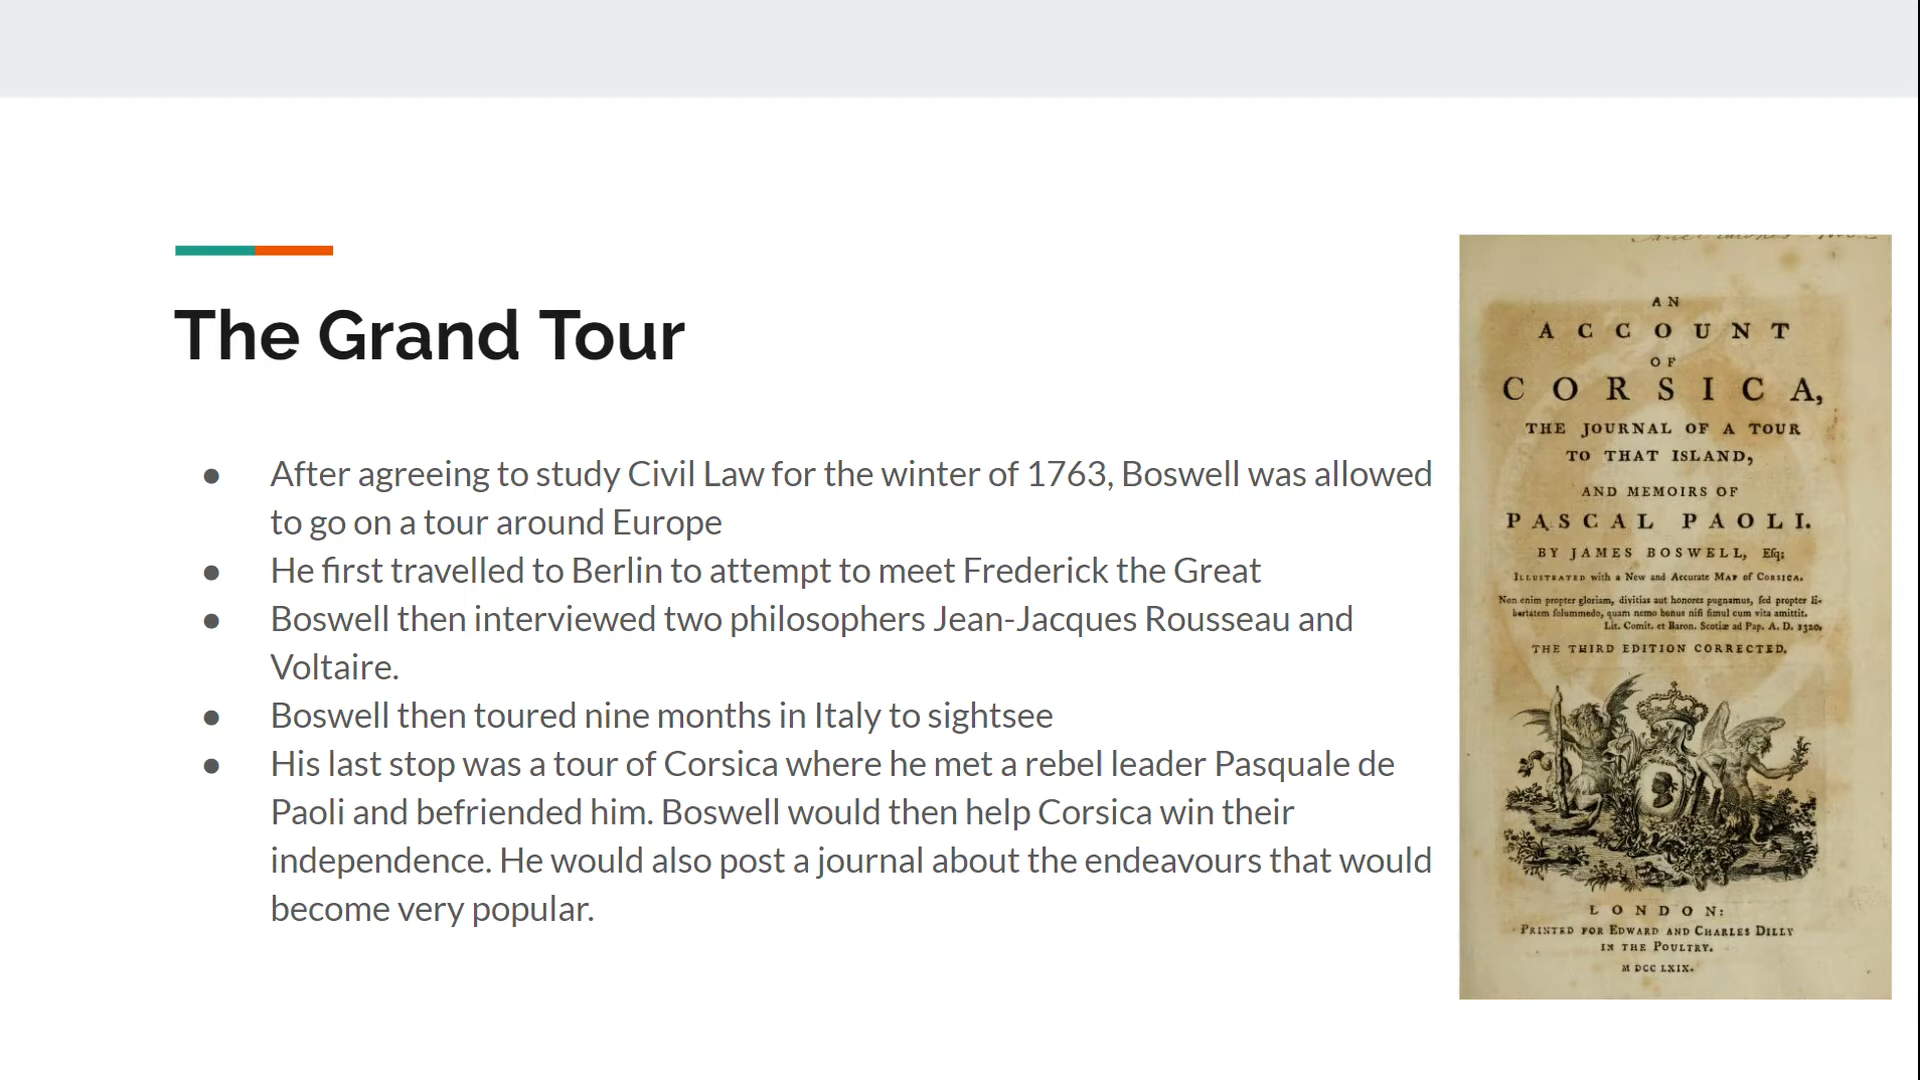 The Grand Tour
● After agreeing to study Civil Law for the winter of 1763, Boswell was allowed
to go on a tour around Europe
● He first travelled to Berlin to attempt to meet Frederick the Great
● Boswell then interviewed two philosophers Jean-Jacques Rousseau and
Voltaire.
● Boswell then toured nine months in Italy to sightsee
● His last stop was a tour of Corsica where he met a rebel leader Pasquale de
Paoli and befriended him. Boswell would then help Corsica win their
independence. He would also post a journal about the endeavours that would
become very popular.
AN
ACCOUNT
OF
CORSICA,
THE JOURNAL OF A TOUR
TO THAT ISLAND,
AND MEMOIRS OF
PASCAL PAOLI.
BY JAMES BOSWELL, Eſq;
ILLUSTRATED with a New and Accurate MAP of CORSICA.
Non enim propter gloriam, divitias aut honores pugnamus, ſed propter li-
bertatem ſolummodo, quam nemo bonus niſi ſimul cum vita amittit.
Lit. Comit. et Baron. Scotiæ ad Pap. A. D. 1320.
THE THIRD EDITION CORRECTED.
LONDON:
PRINTED FOR EDWARD AND CHARLES DILLY
IN THE POULTRY.
M DCC LXIX.